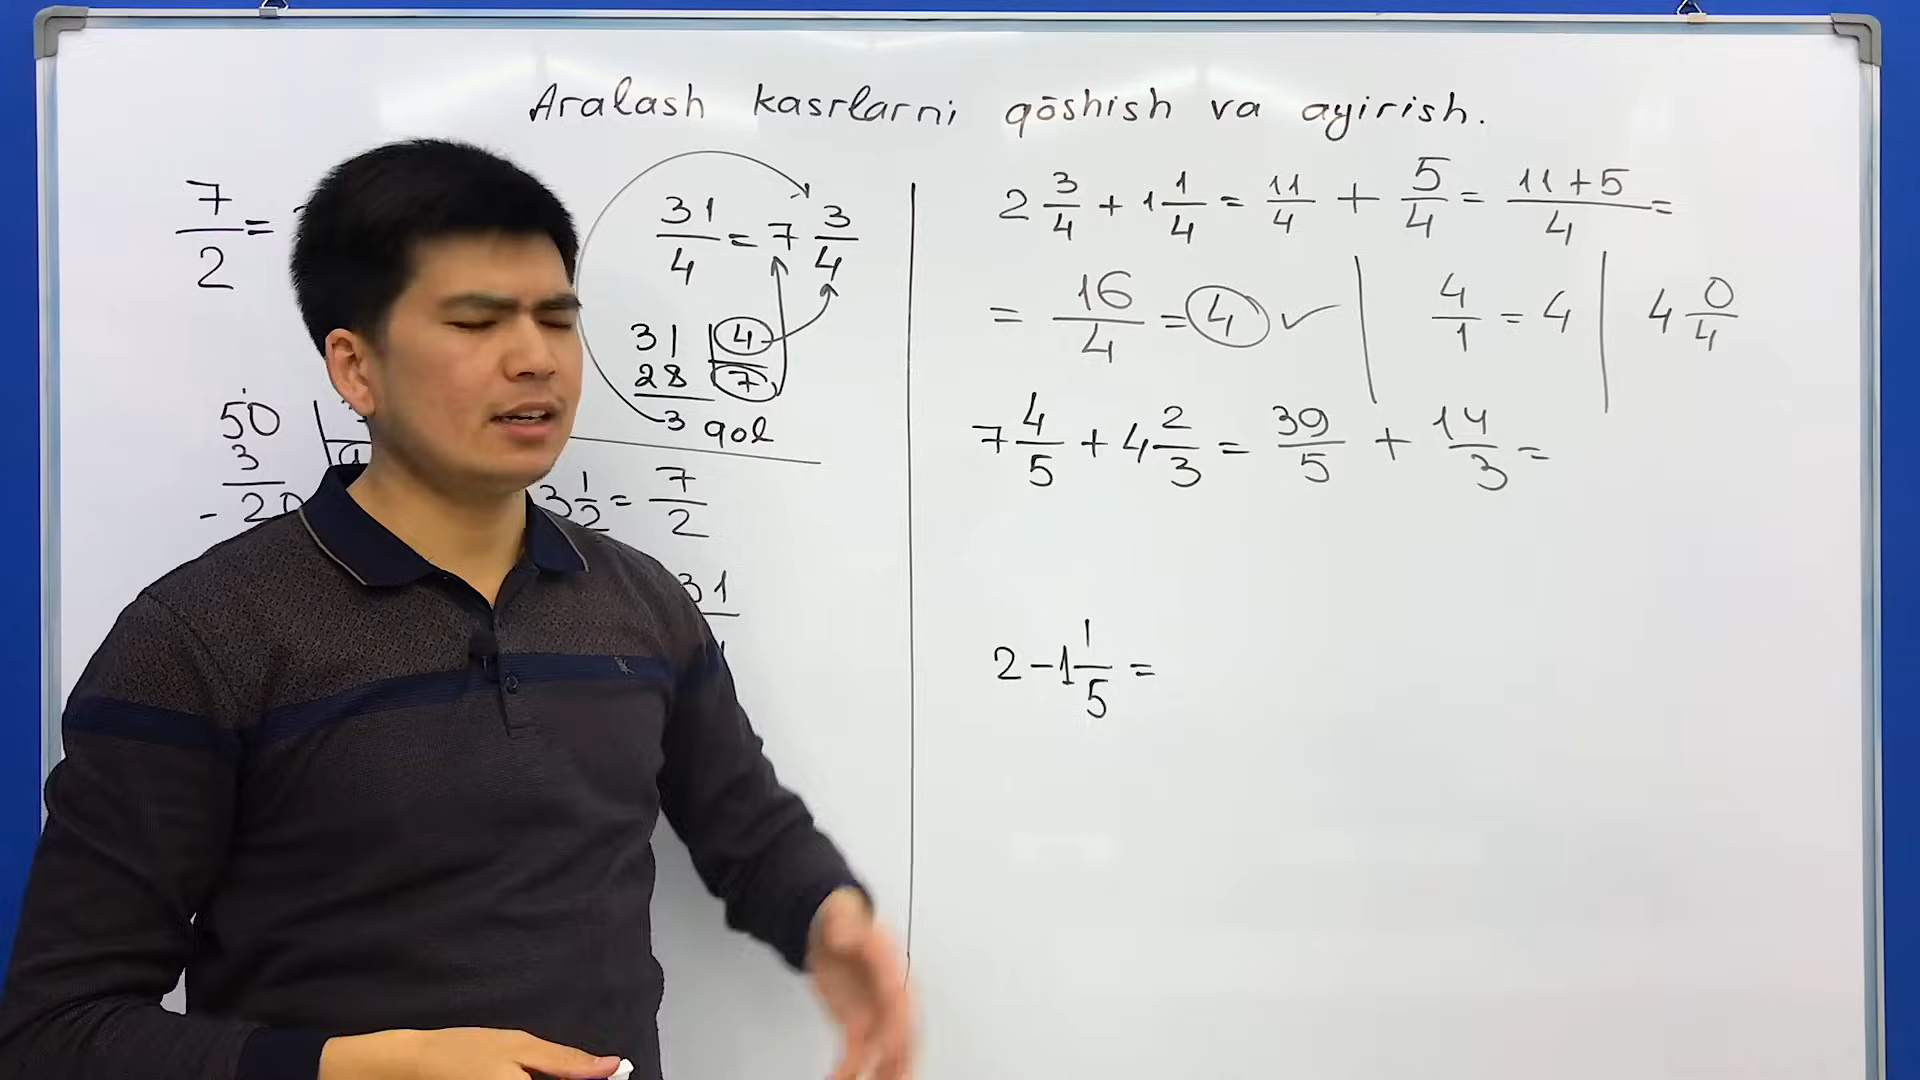 Aralash kasrlarni qōshish va ayirish.
7/2 =
31/4 = 7 3/4
31 | 4
28 | 7
3 qol
50
3
- 20
3 1/2 = 7/2
31
2 3/4 + 1 1/4 = 11/4 + 5/4 = 11+5/4 =
= 16/4 = 4 ✓ | 4/1 = 4 | 4 0/4
7 4/5 + 4 2/3 = 39/5 + 14/3 =
2 - 1 1/5 =